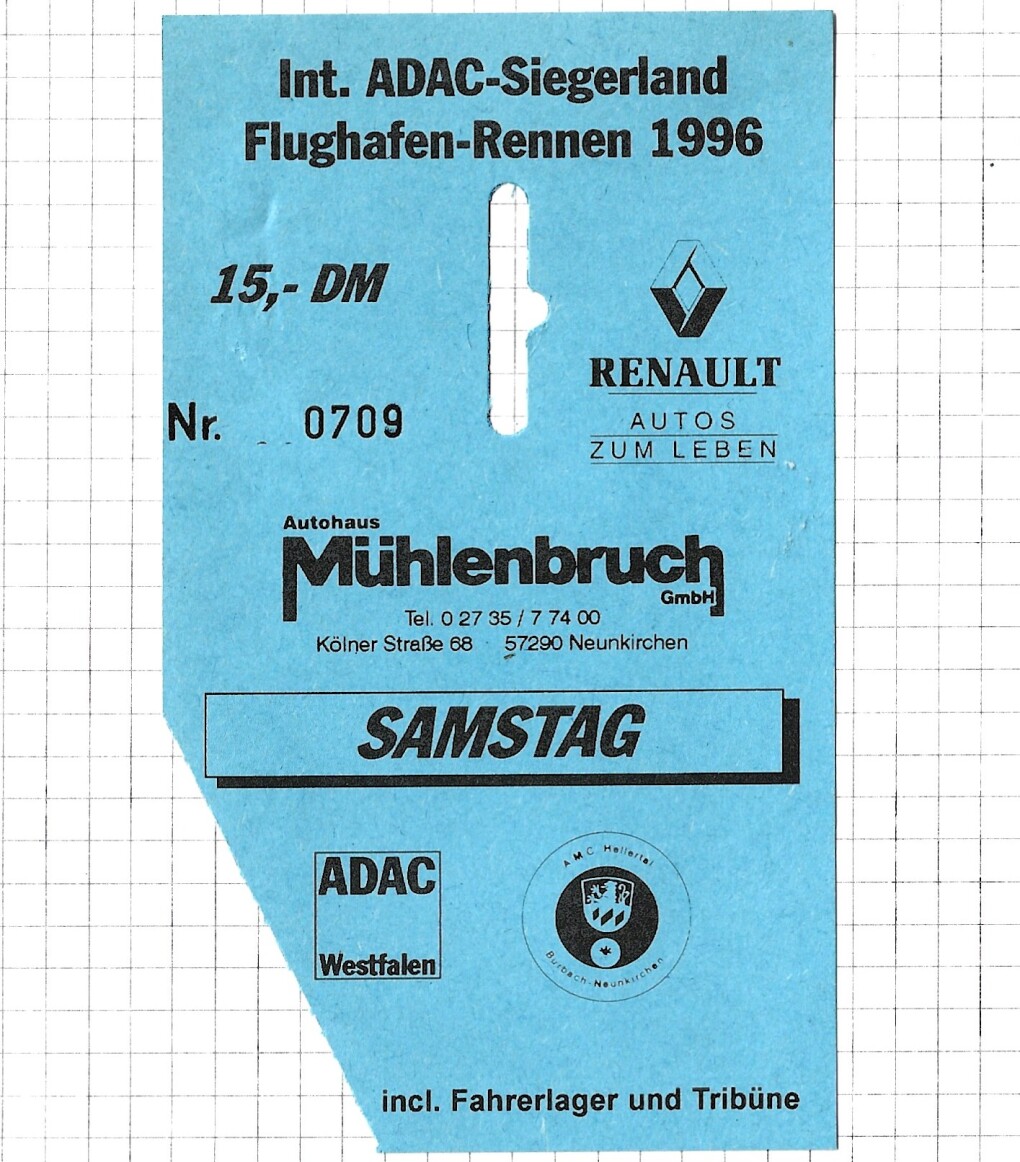 Int. ADAC-Siegerland
Flughafen-Rennen 1996
15,- DM
RENAULT
AUTOS
ZUM LEBEN
Nr. 0709
Autohaus
Mühlenbruch
GmbH
Tel. 0 27 35 / 7 74 00
Kölner Straße 68 57290 Neunkirchen
SAMSTAG
ADAC
Westfalen
A M C Hellertal
Burbach-Neunkirchen
incl. Fahrerlager und Tribüne